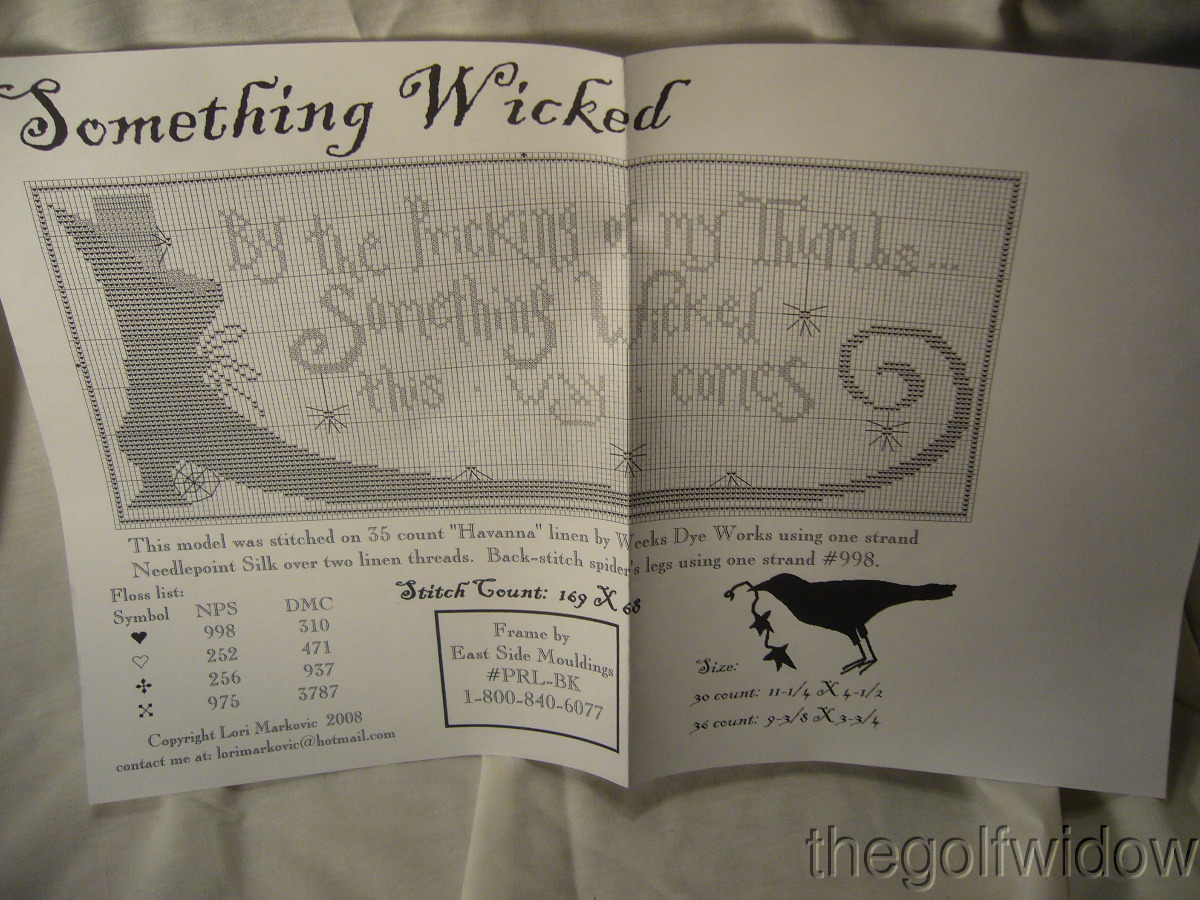 Something Wicked
By the Pricking of my Thumbs...
Something Wicked
this · way · comes
This model was stitched on 35 count "Havanna" linen by Weeks Dye Works using one strand
Needlepoint Silk over two linen threads. Back-stitch spider's legs using one strand #998.
Floss list:
Symbol NPS DMC
♥ 998 310
♡ 252 471
✣ 256 937
975 3787
Copyright Lori Markovic 2008
contact me at: lorimarkovic@hotmail.com
Stitch Count: 169 X 68
Frame by
East Side Mouldings
#PRL-BK
1-800-840-6077
Size:
30 count: 11-1/4 X 4-1/2
36 count: 9-3/8 X 3-3/4
thegolfwidow